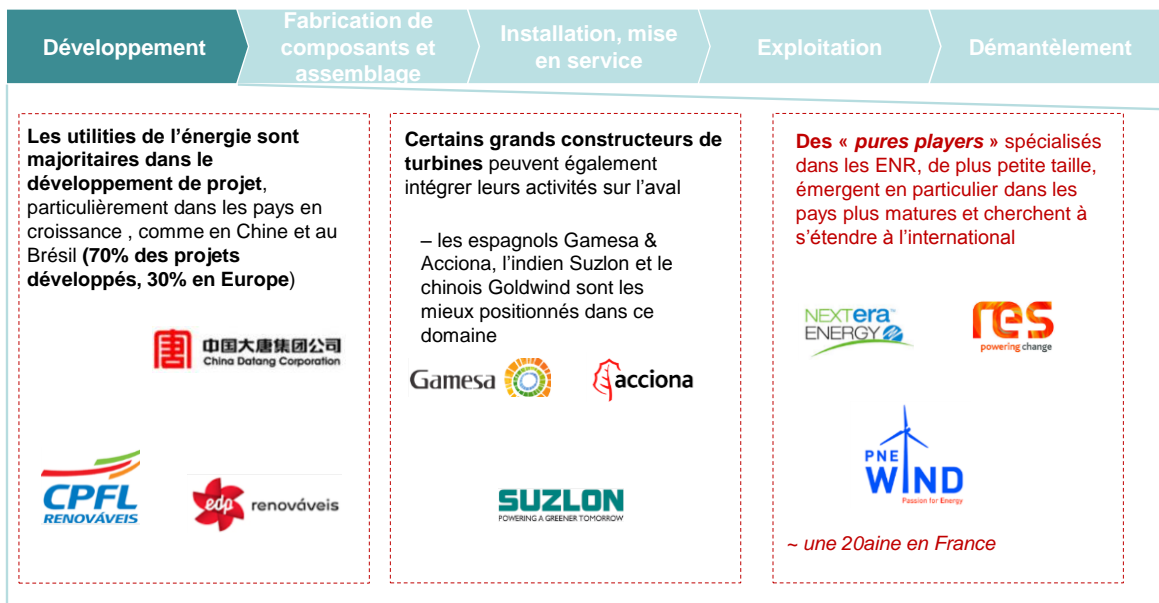 Développement
Fabrication de
composants et
assemblage
Installation, mise
en service
Exploitation
Démantèlement
Les utilities de l’énergie sont
majoritaires dans le
développement de projet,
particulièrement dans les pays en
croissance , comme en Chine et au
Brésil (70% des projets
développés, 30% en Europe)
中国大唐集团公司
China Datang Corporation
CPFL
RENOVÁVEIS
edp renováveis
Certains grands constructeurs de
turbines peuvent également
intégrer leurs activités sur l’aval
– les espagnols Gamesa &
Acciona, l’indien Suzlon et le
chinois Goldwind sont les
mieux positionnés dans ce
domaine
Gamesa
acciona
SUZLON
POWERING A GREENER TOMORROW
Des « pures players » spécialisés
dans les ENR, de plus petite taille,
émergent en particulier dans les
pays plus matures et cherchent à
s’étendre à l’international
NEXTera
ENERGY
res
powering change
PNE
WIND
Passion for Energy
~ une 20aine en France